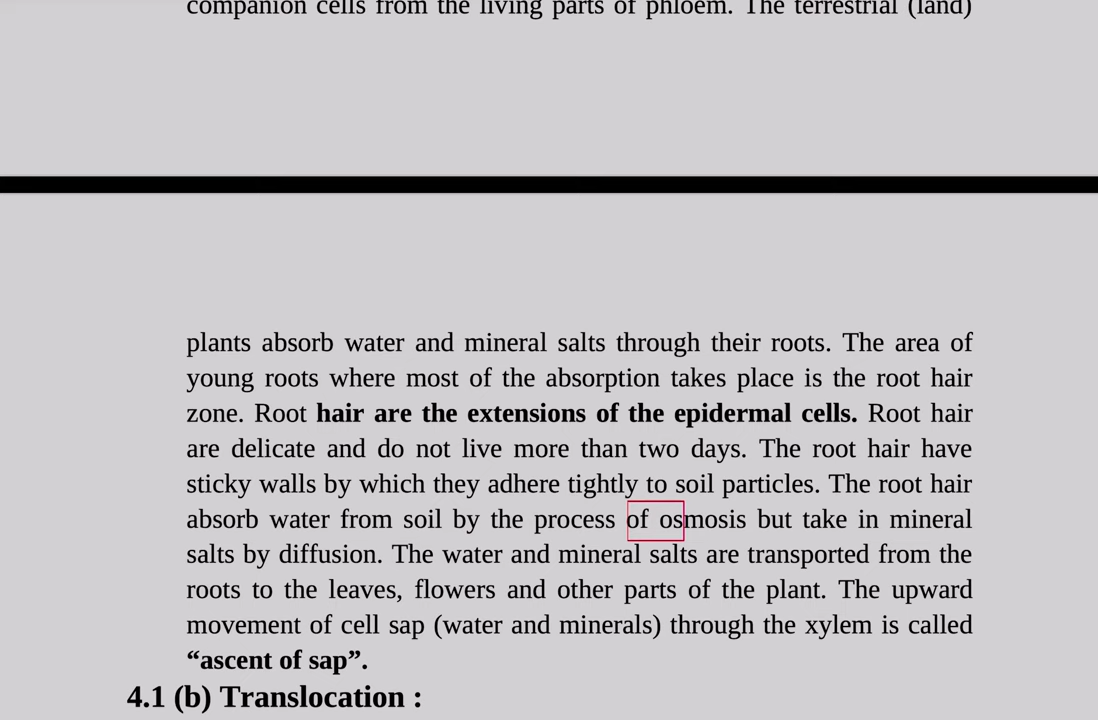 companion cells from the living parts of phloem. The terrestrial (land)
plants absorb water and mineral salts through their roots. The area of
young roots where most of the absorption takes place is the root hair
zone. Root hair are the extensions of the epidermal cells. Root hair
are delicate and do not live more than two days. The root hair have
sticky walls by which they adhere tightly to soil particles. The root hair
absorb water from soil by the process of osmosis but take in mineral
salts by diffusion. The water and mineral salts are transported from the
roots to the leaves, flowers and other parts of the plant. The upward
movement of cell sap (water and minerals) through the xylem is called
“ascent of sap”.
4.1 (b) Translocation :